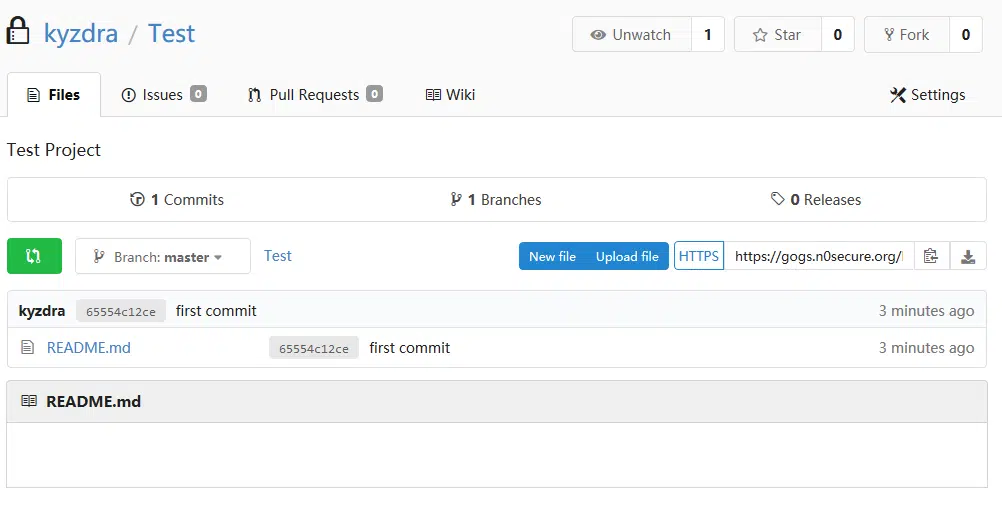 kyzdra / Test Unwatch 1 Star 0 Fork 0
Files Issues 0 Pull Requests 0 Wiki Settings
Test Project
1 Commits 1 Branches 0 Releases
Branch: master Test New file Upload file HTTPS https://gogs.n0secure.org/
kyzdra 65554c12ce first commit 3 minutes ago
README.md 65554c12ce first commit 3 minutes ago
README.md